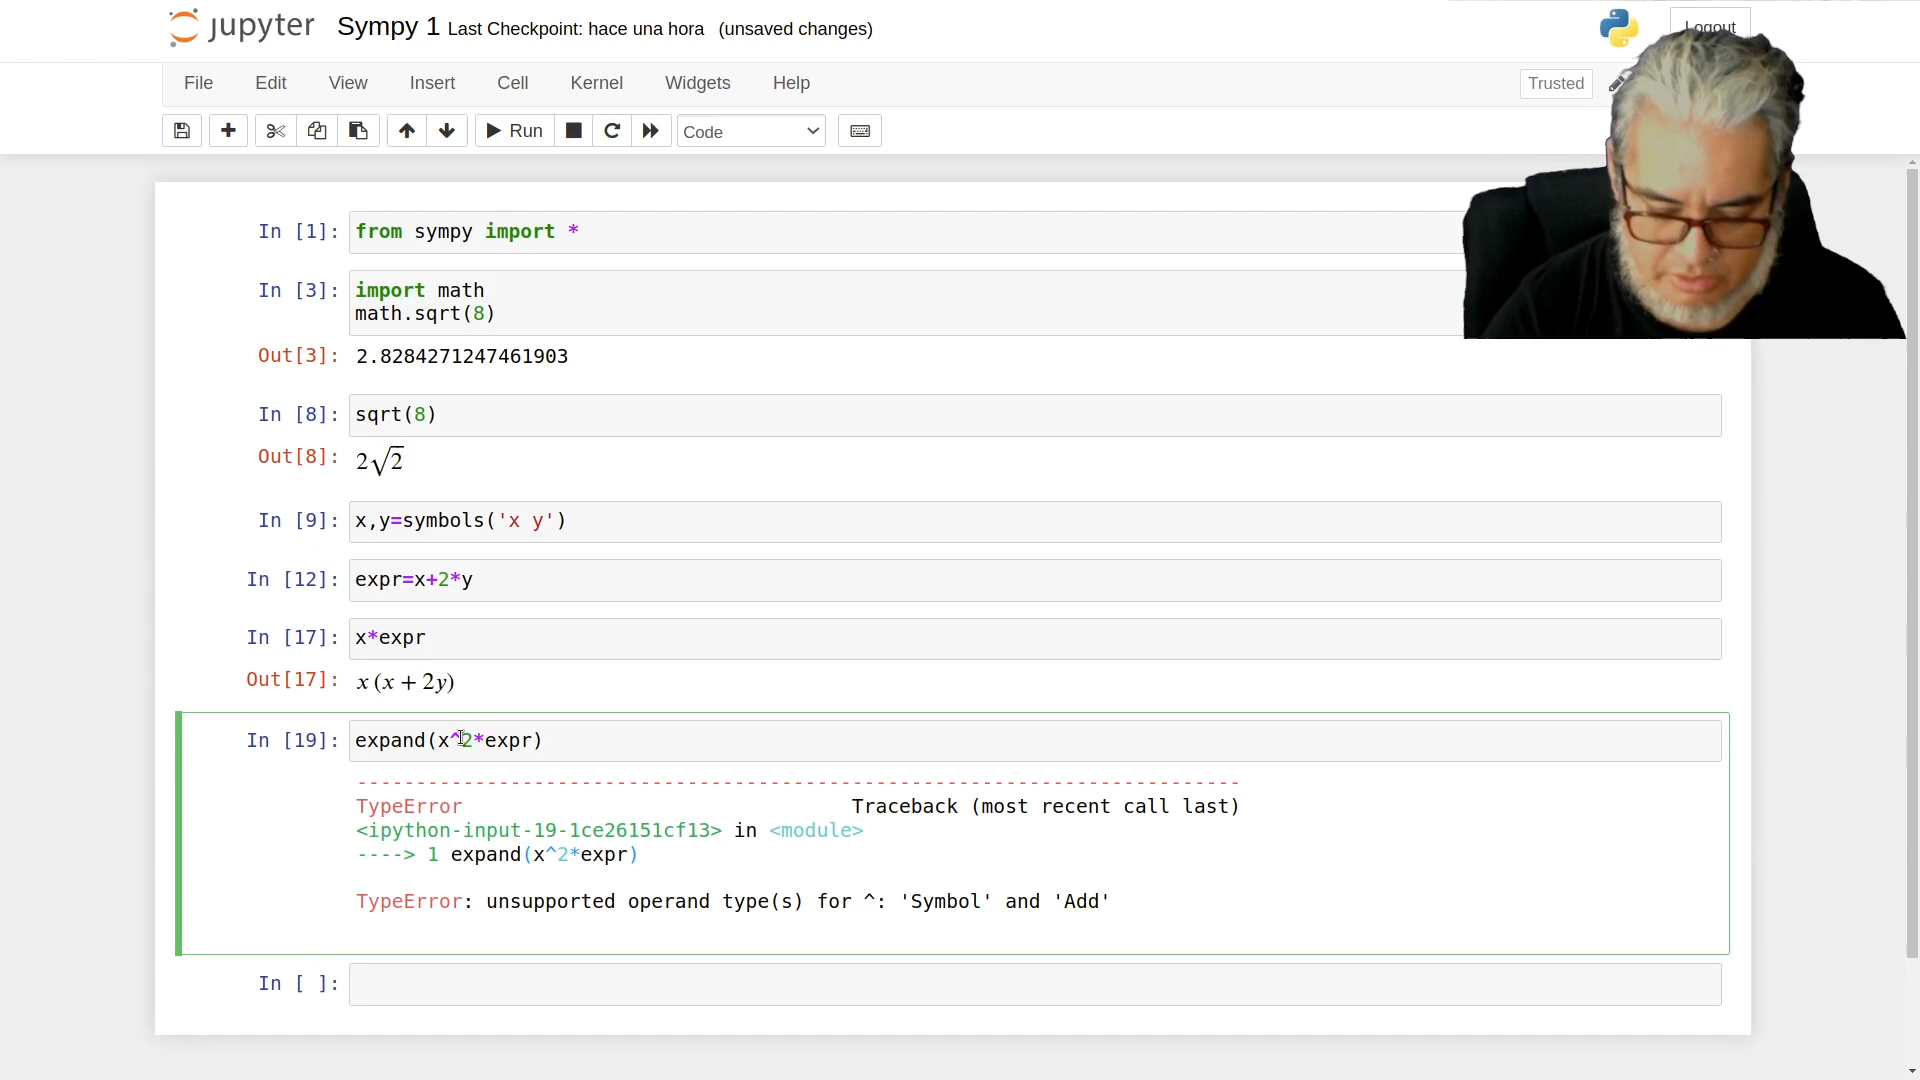 jupyter Sympy 1 Last Checkpoint: hace una hora (unsaved changes) Logout
File Edit View Insert Cell Kernel Widgets Help Trusted
Run Code
In [1]: from sympy import *
In [3]: import math
math.sqrt(8)
Out[3]: 2.8284271247461903
In [8]: sqrt(8)
Out[8]: 2√2
In [9]: x,y=symbols('x y')
In [12]: expr=x+2*y
In [17]: x*expr
Out[17]: x (x + 2y)
In [19]: expand(x^2*expr)
---------------------------------------------------------------------------
TypeError Traceback (most recent call last)
<ipython-input-19-1ce26151cf13> in <module>
----> 1 expand(x^2*expr)
TypeError: unsupported operand type(s) for ^: 'Symbol' and 'Add'
In [ ]: